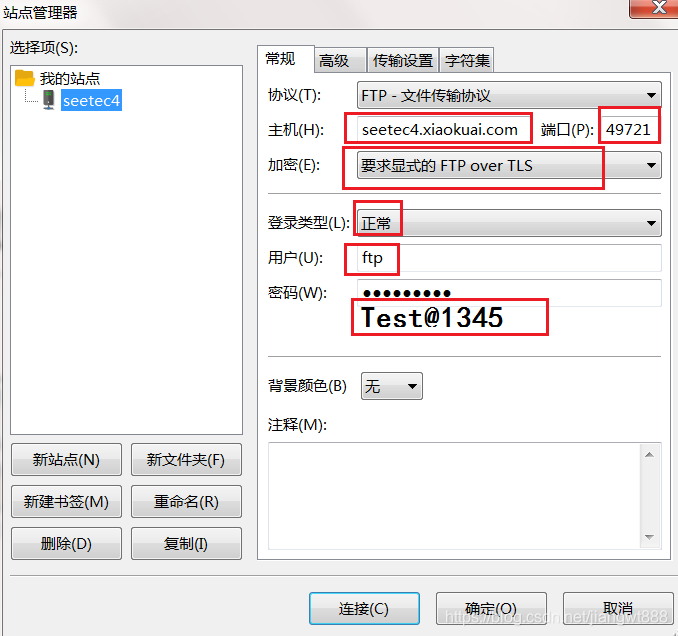 站点管理器
选择项(S):
我的站点
seetec4
新站点(N) 新文件夹(F)
新建书签(M) 重命名(R)
删除(D) 复制(I)
常规 高级 传输设置 字符集
协议(T): FTP - 文件传输协议
主机(H): seetec4.xiaokuai.com 端口(P): 49721
加密(E): 要求显式的 FTP over TLS
登录类型(L): 正常
用户(U): ftp
密码(W): ●●●●●●●●●
Test@1345
背景颜色(B) 无
注释(M):
连接(C) 确定(O) 取消
https://blog.csdn.net/jiangwt888